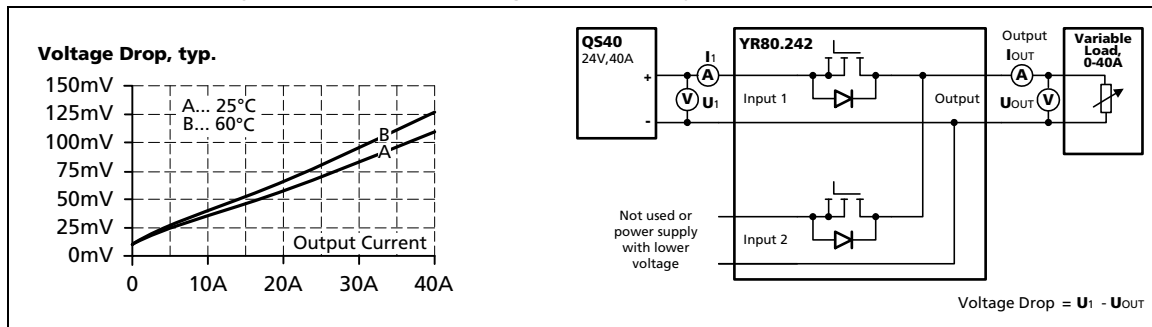 Voltage Drop, typ.
150mV
125mV
100mV
75mV
50mV
25mV
0mV
A... 25°C
B... 60°C
B
A
Output Current
0 10A 20A 30A 40A
QS40
24V,40A
+
-
I1
A
V U1
YR80.242
Input 1
Output
Input 2
Not used or
power supply
with lower
voltage
Output
IOUT
A
UOUT V
Variable
Load,
0-40A
Voltage Drop = U1 - UOUT